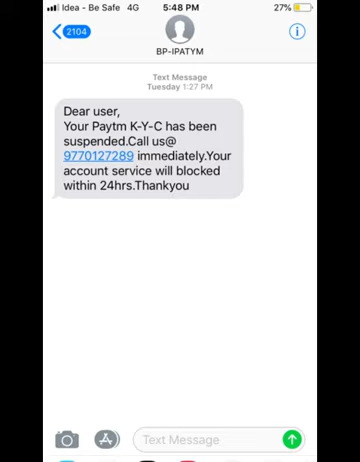 Idea - Be Safe 4G 5:48 PM 27%
2104
BP-IPATYM
Text Message
Tuesday 1:27 PM
Dear user,
Your Paytm K-Y-C has been
suspended.Call us@
9770127289 immediately.Your
account service will blocked
within 24hrs.Thankyou
Text Message